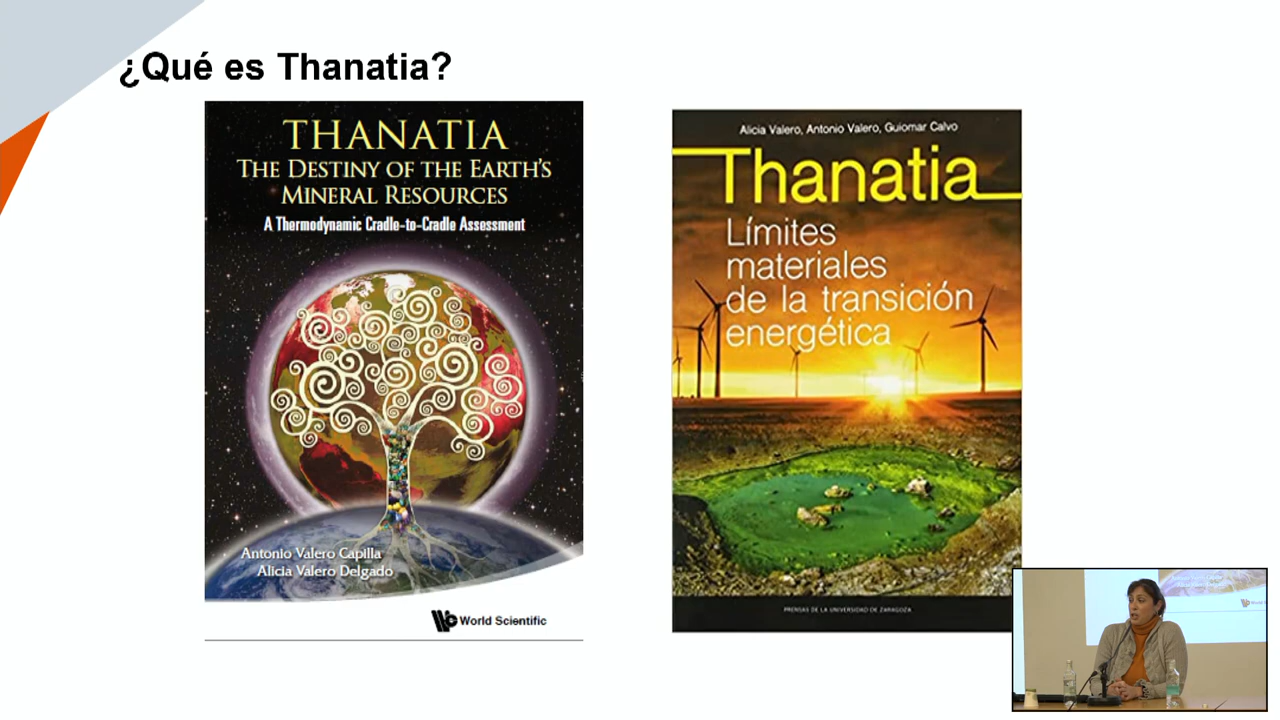 ¿Qué es Thanatia?
THANATIA
THE DESTINY OF THE EARTH'S
MINERAL RESOURCES
A Thermodynamic Cradle-to-Cradle Assessment
Antonio Valero Capilla
Alicia Valero Delgado
World Scientific
Alicia Valero, Antonio Valero, Guiomar Calvo
Thanatia
Límites
materiales
de la transición
energética
PRENSAS DE LA UNIVERSIDAD DE ZARAGOZA